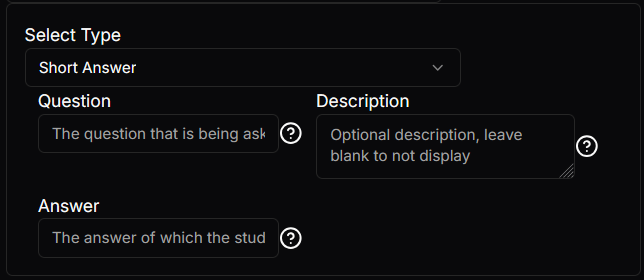 Select Type
Short Answer
Question
Description
The question that is being ask
Optional description, leave
blank to not display
Answer
The answer of which the stud